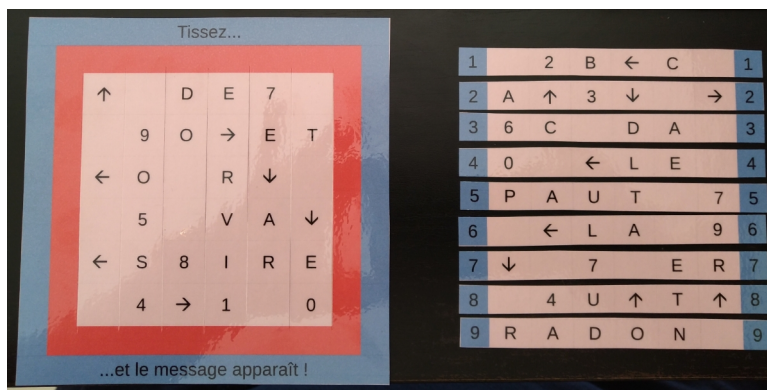 Tissez...
↑ D E 7
9 O → E T
← O R ↓
5 V A ↓
← S 8 I R E
4 → 1 0
...et le message apparaît !
1 2 B ← C 1
2 A ↑ 3 ↓ → 2
3 6 C D A 3
4 0 ← L E 4
5 P A U T 7 5
6 ← L A 9 6
7 ↓ 7 E R 7
8 4 U ↑ T ↑ 8
9 R A D O N 9